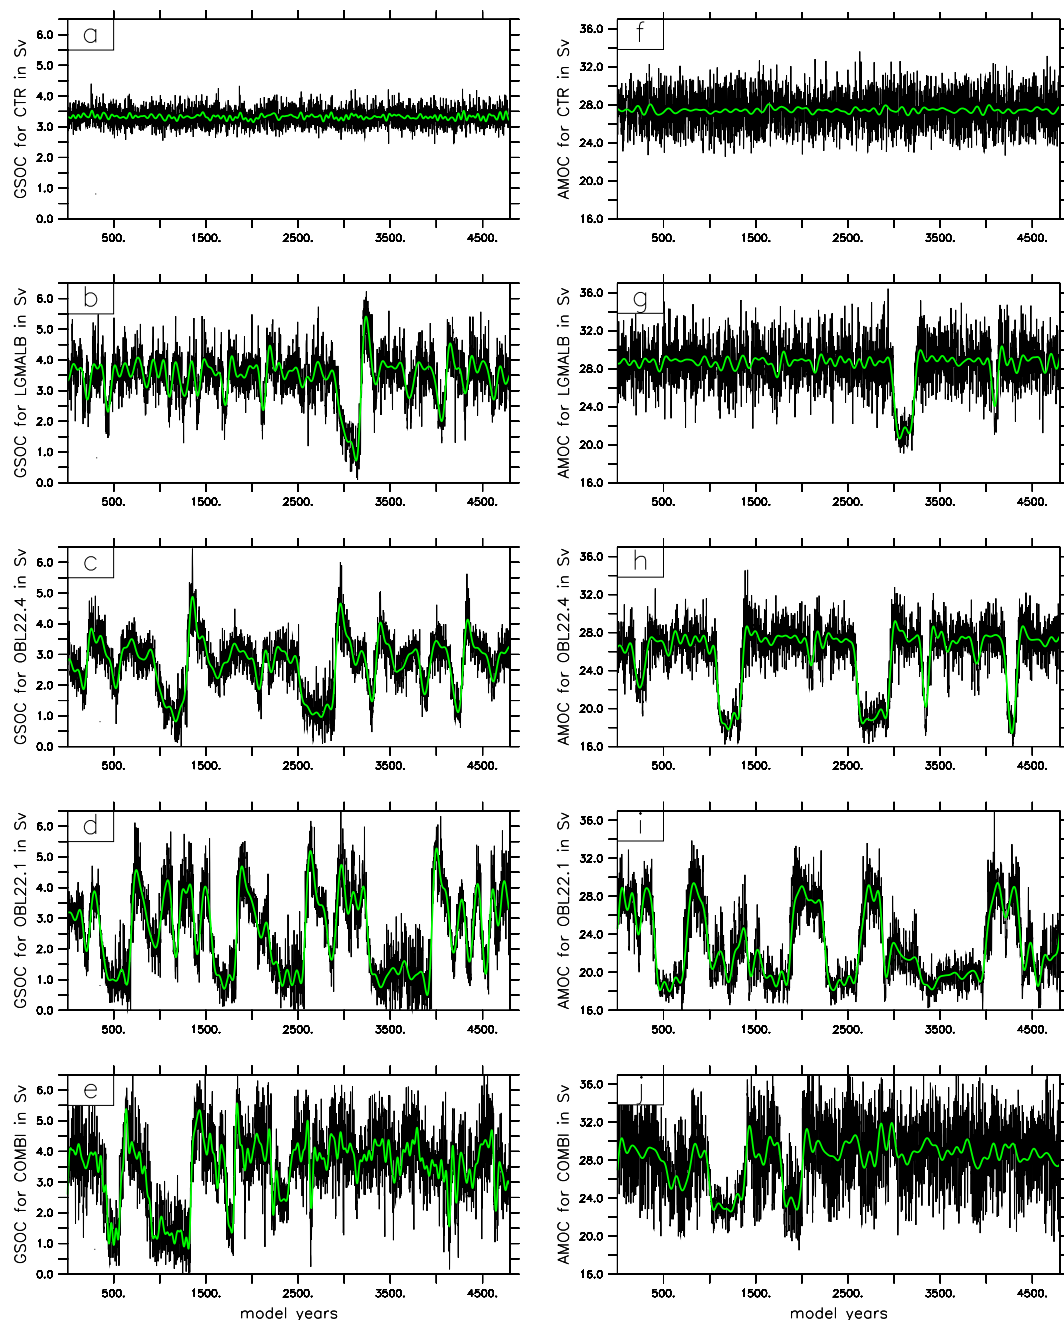 a
GSOC for CTR in Sv
6.0
5.0
4.0
3.0
2.0
1.0
0.0
500. 1500. 2500. 3500. 4500.
f
AMOC for CTR in Sv
36.0
32.0
28.0
24.0
20.0
16.0
500. 1500. 2500. 3500. 4500.
b
GSOC for LGMALB in Sv
6.0
5.0
4.0
3.0
2.0
1.0
0.0
500. 1500. 2500. 3500. 4500.
g
AMOC for LGMALB in Sv
36.0
32.0
28.0
24.0
20.0
16.0
500. 1500. 2500. 3500. 4500.
c
GSOC for OBL22.4 in Sv
6.0
5.0
4.0
3.0
2.0
1.0
0.0
500. 1500. 2500. 3500. 4500.
h
AMOC for OBL22.4 in Sv
36.0
32.0
28.0
24.0
20.0
16.0
500. 1500. 2500. 3500. 4500.
d
GSOC for OBL22.1 in Sv
6.0
5.0
4.0
3.0
2.0
1.0
0.0
500. 1500. 2500. 3500. 4500.
i
AMOC for OBL22.1 in Sv
36.0
32.0
28.0
24.0
20.0
16.0
500. 1500. 2500. 3500. 4500.
e
GSOC for COMBI in Sv
6.0
5.0
4.0
3.0
2.0
1.0
0.0
500. 1500. 2500. 3500. 4500.
model years
j
AMOC for COMBI in Sv
36.0
32.0
28.0
24.0
20.0
16.0
500. 1500. 2500. 3500. 4500.
model years